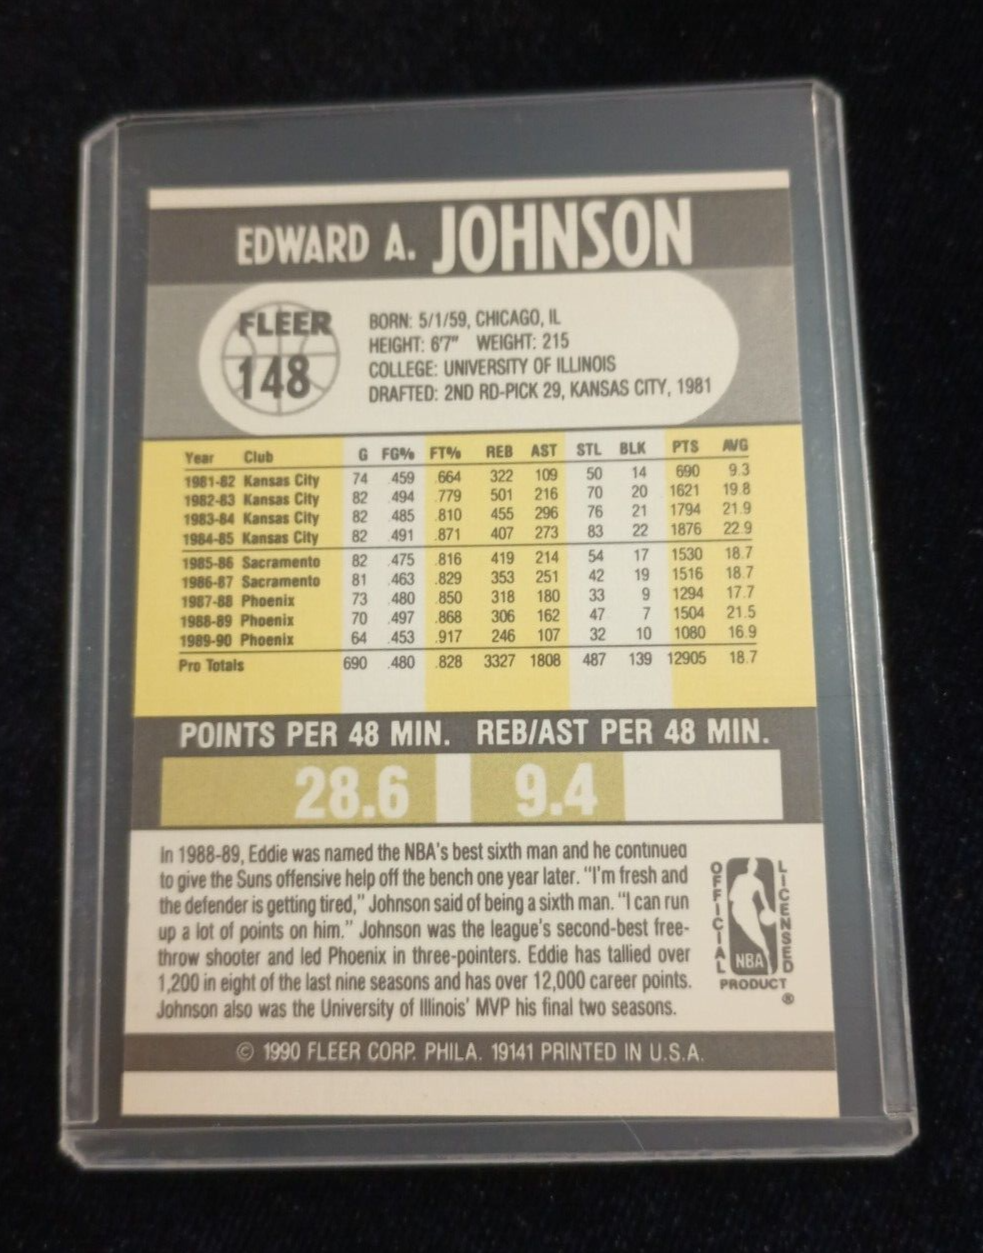 EDWARD A. JOHNSON
FLEER
148
BORN: 5/1/59, CHICAGO, IL
HEIGHT: 6'7" WEIGHT: 215
COLLEGE: UNIVERSITY OF ILLINOIS
DRAFTED: 2ND RD-PICK 29, KANSAS CITY, 1981
Year Club G FG% FT% REB AST STL BLK PTS AVG
1981-82 Kansas City 74 .459 .664 322 109 50 14 690 9.3
1982-83 Kansas City 82 .494 .779 501 216 70 20 1621 19.8
1983-84 Kansas City 82 .485 .810 455 296 76 21 1794 21.9
1984-85 Kansas City 82 .491 .871 407 273 83 22 1876 22.9
1985-86 Sacramento 82 .475 .816 419 214 54 17 1530 18.7
1986-87 Sacramento 81 .463 .829 353 251 42 19 1516 18.7
1987-88 Phoenix 73 .480 .850 318 180 33 9 1294 17.7
1988-89 Phoenix 70 .497 .868 306 162 47 7 1504 21.5
1989-90 Phoenix 64 .453 .917 246 107 32 10 1080 16.9
Pro Totals 690 .480 .828 3327 1808 487 139 12905 18.7
POINTS PER 48 MIN. REB/AST PER 48 MIN.
28.6 9.4
In 1988-89, Eddie was named the NBA's best sixth man and he continued
to give the Suns offensive help off the bench one year later. "I'm fresh and
the defender is getting tired," Johnson said of being a sixth man. "I can run
up a lot of points on him." Johnson was the league's second-best free-
throw shooter and led Phoenix in three-pointers. Eddie has tallied over
1,200 in eight of the last nine seasons and has over 12,000 career points.
Johnson also was the University of Illinois' MVP his final two seasons.
OFFICIAL
LICENSED
NBA
PRODUCT
®
© 1990 FLEER CORP. PHILA. 19141 PRINTED IN U.S.A.